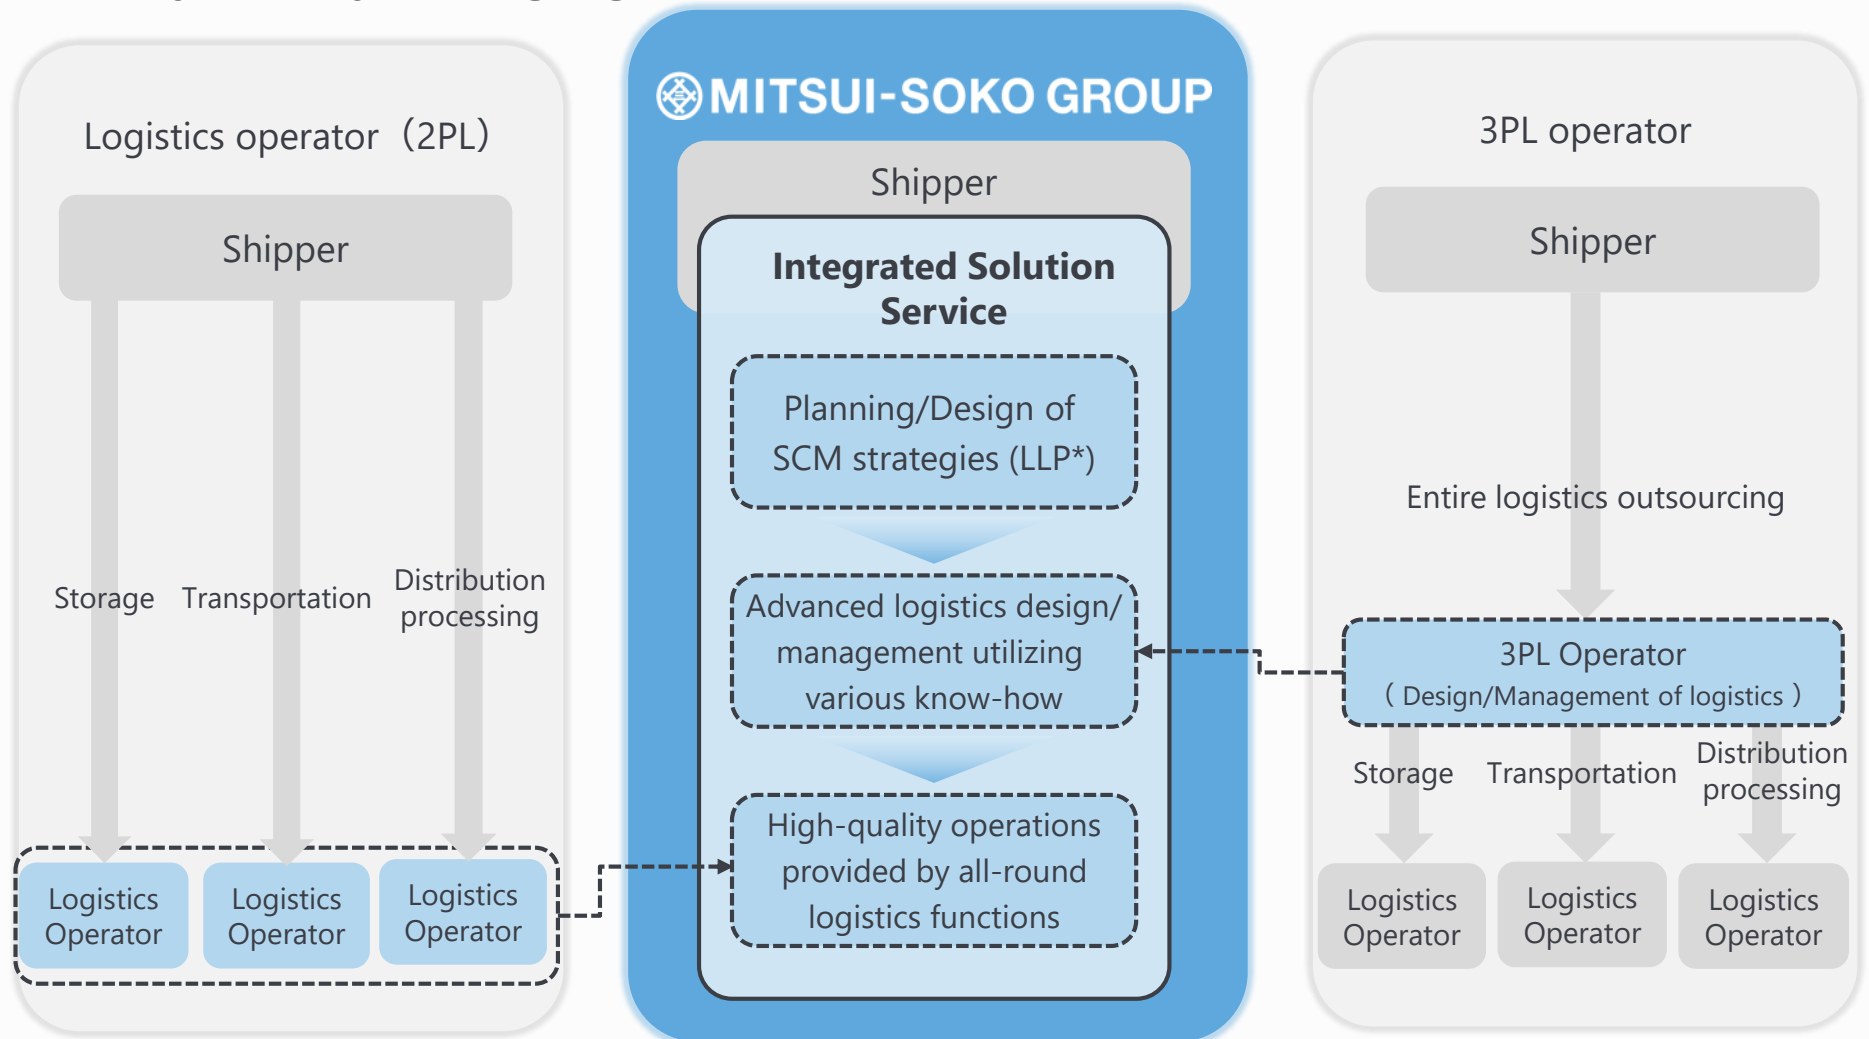 Logistics operator（2PL）
Shipper
Storage
Transportation
Distribution
processing
Logistics
Operator
Logistics
Operator
Logistics
Operator
MITSUI-SOKO GROUP
Shipper
Integrated Solution
Service
Planning/Design of
SCM strategies (LLP*)
Advanced logistics design/
management utilizing
various know-how
High-quality operations
provided by all-round
logistics functions
3PL operator
Shipper
Entire logistics outsourcing
3PL Operator
（ Design/Management of logistics ）
Storage
Transportation
Distribution
processing
Logistics
Operator
Logistics
Operator
Logistics
Operator